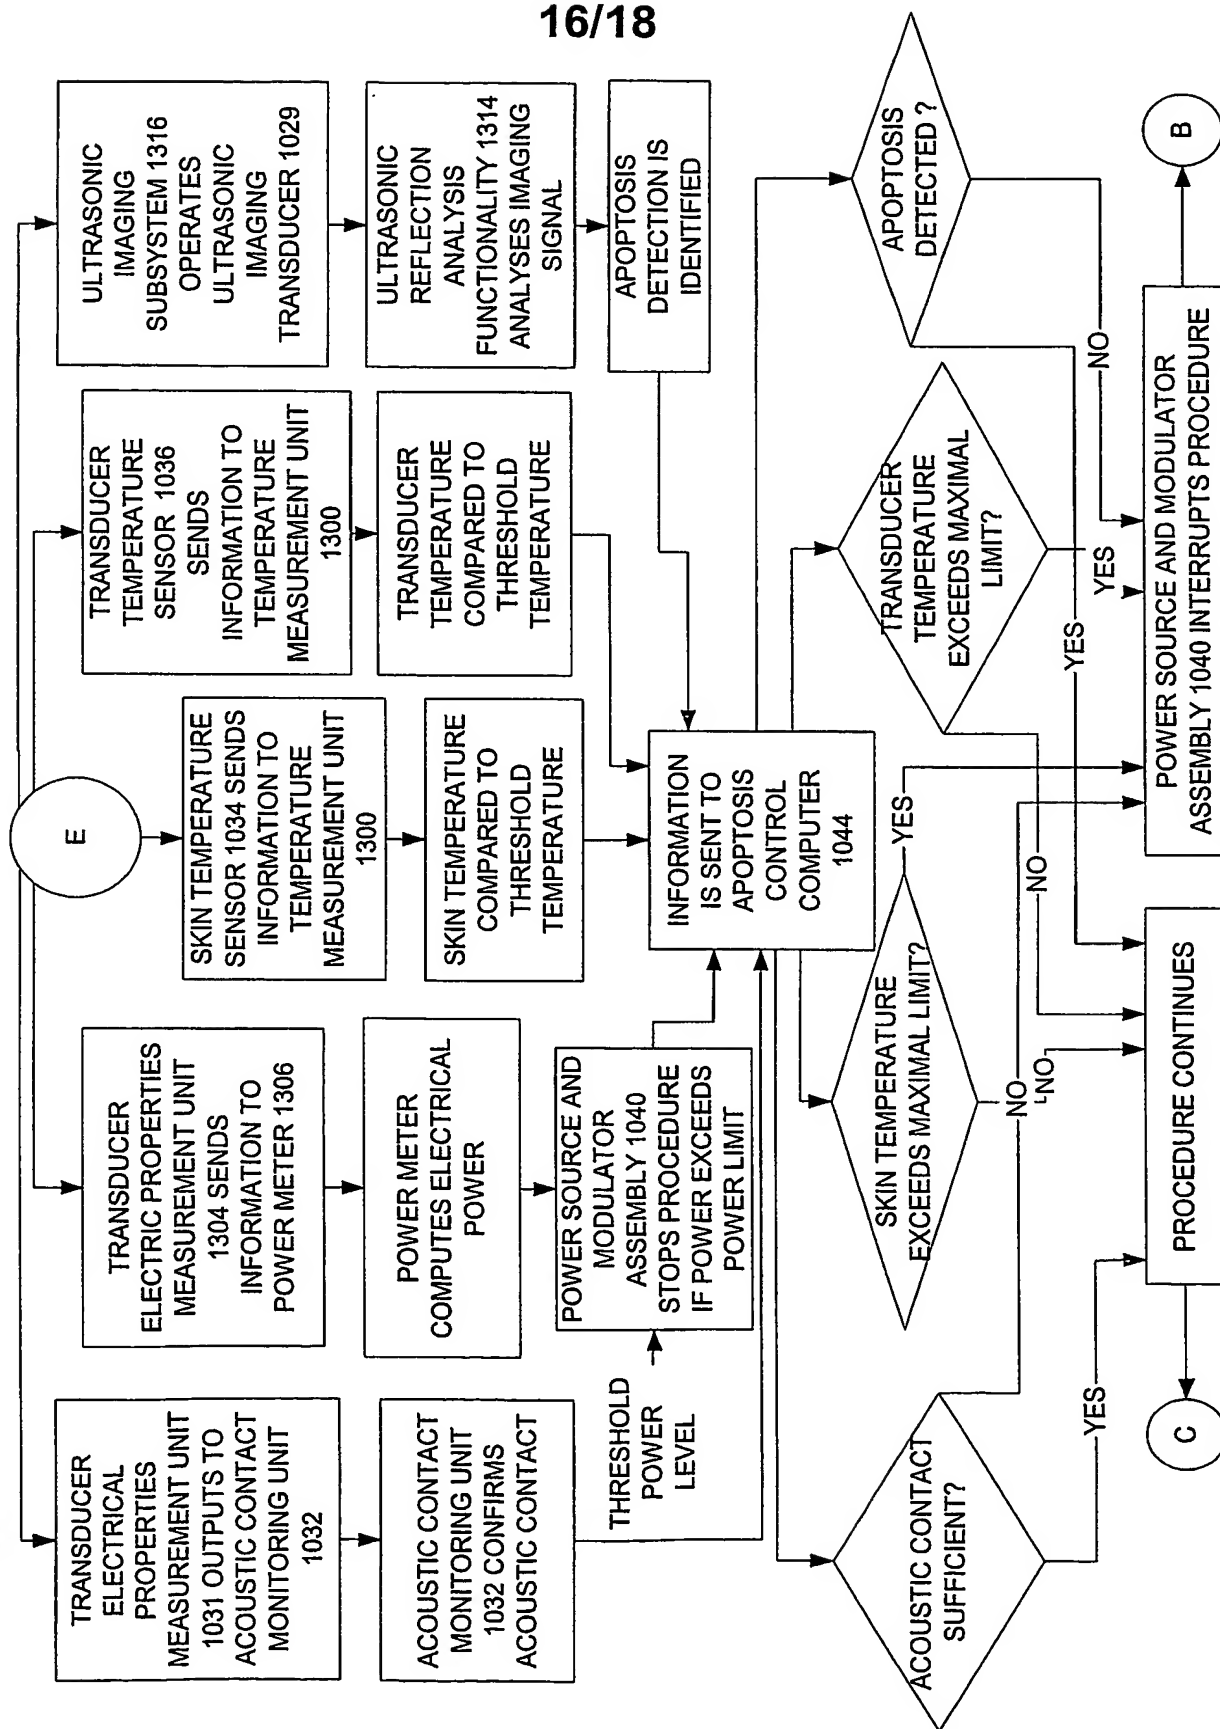 16/18
E
TRANSDUCER
ELECTRICAL
PROPERTIES
MEASUREMENT UNIT
1031 OUTPUTS TO
ACOUSTIC CONTACT
MONITORING UNIT
1032
TRANSDUCER
ELECTRIC PROPERTIES
MEASUREMENT UNIT
1304 SENDS
INFORMATION TO
POWER METER 1306
SKIN TEMPERATURE
SENSOR 1034 SENDS
INFORMATION TO
TEMPERATURE
MEASUREMENT UNIT
1300
TRANSDUCER
TEMPERATURE
SENSOR 1036
SENDS
INFORMATION TO
TEMPERATURE
MEASUREMENT UNIT
1300
ULTRASONIC
IMAGING
SUBSYSTEM 1316
OPERATES
ULTRASONIC
IMAGING
TRANSDUCER 1029
ACOUSTIC CONTACT
MONITORING UNIT
1032 CONFIRMS
ACOUSTIC CONTACT
POWER METER
COMPUTES ELECTRICAL
POWER
SKIN TEMPERATURE
COMPARED TO
THRESHOLD
TEMPERATURE
TRANSDUCER
TEMPERATURE
COMPARED TO
THRESHOLD
TEMPERATURE
ULTRASONIC
REFLECTION
ANALYSIS
FUNCTIONALITY 1314
ANALYSES IMAGING
SIGNAL
THRESHOLD
POWER
LEVEL
POWER SOURCE AND
MODULATOR
ASSEMBLY 1040
STOPS PROCEDURE
IF POWER EXCEEDS
POWER LIMIT
APOPTOSIS
DETECTION IS
IDENTIFIED
INFORMATION
IS SENT TO
APOPTOSIS
CONTROL
COMPUTER
1044
ACOUSTIC CONTACT
SUFFICIENT?
SKIN TEMPERATURE
EXCEEDS MAXIMAL LIMIT?
TRANSDUCER
TEMPERATURE
EXCEEDS MAXIMAL
LIMIT?
APOPTOSIS
DETECTED ?
YES
NO
NO
YES
NO
YES
YES
NO
C
PROCEDURE CONTINUES
POWER SOURCE AND MODULATOR
ASSEMBLY 1040 INTERRUPTS PROCEDURE
B